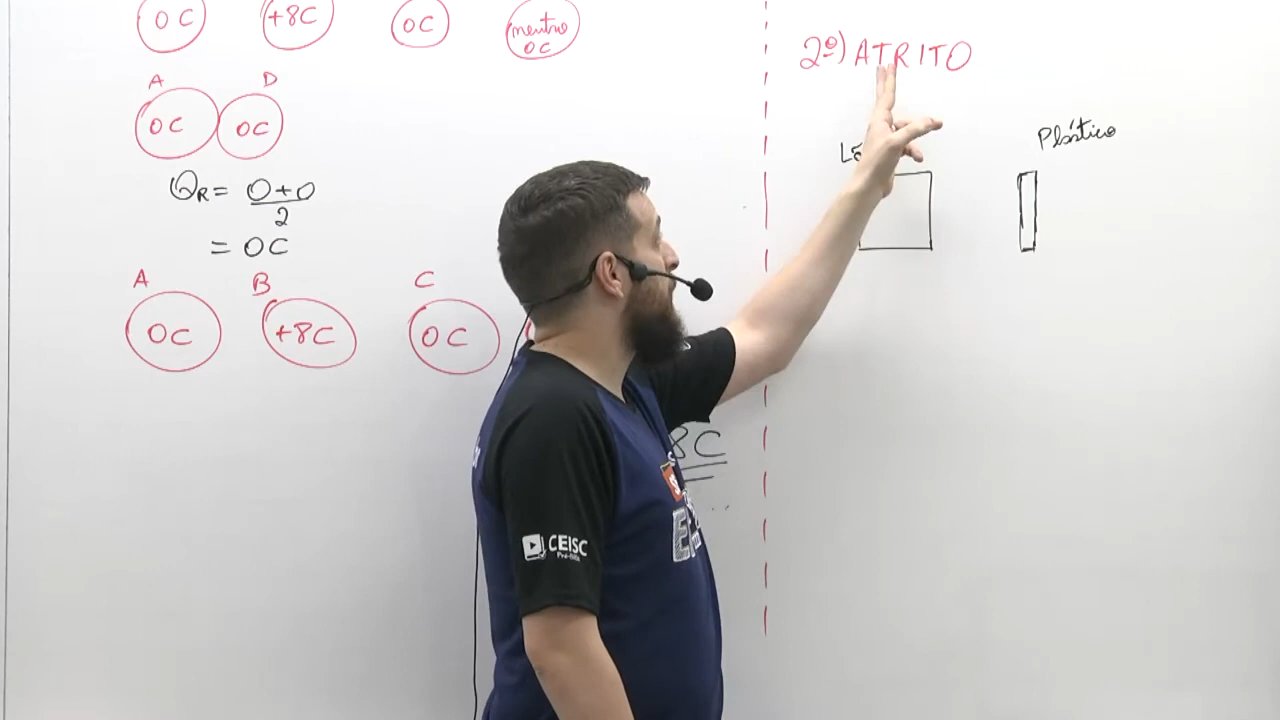 0C +8C 0C neutro 0C
A D
0C 0C
QR = 0+0
2
= 0C
A B C
0C +8C 0C
8C
2º) ATRITO
Plástico
CEISC